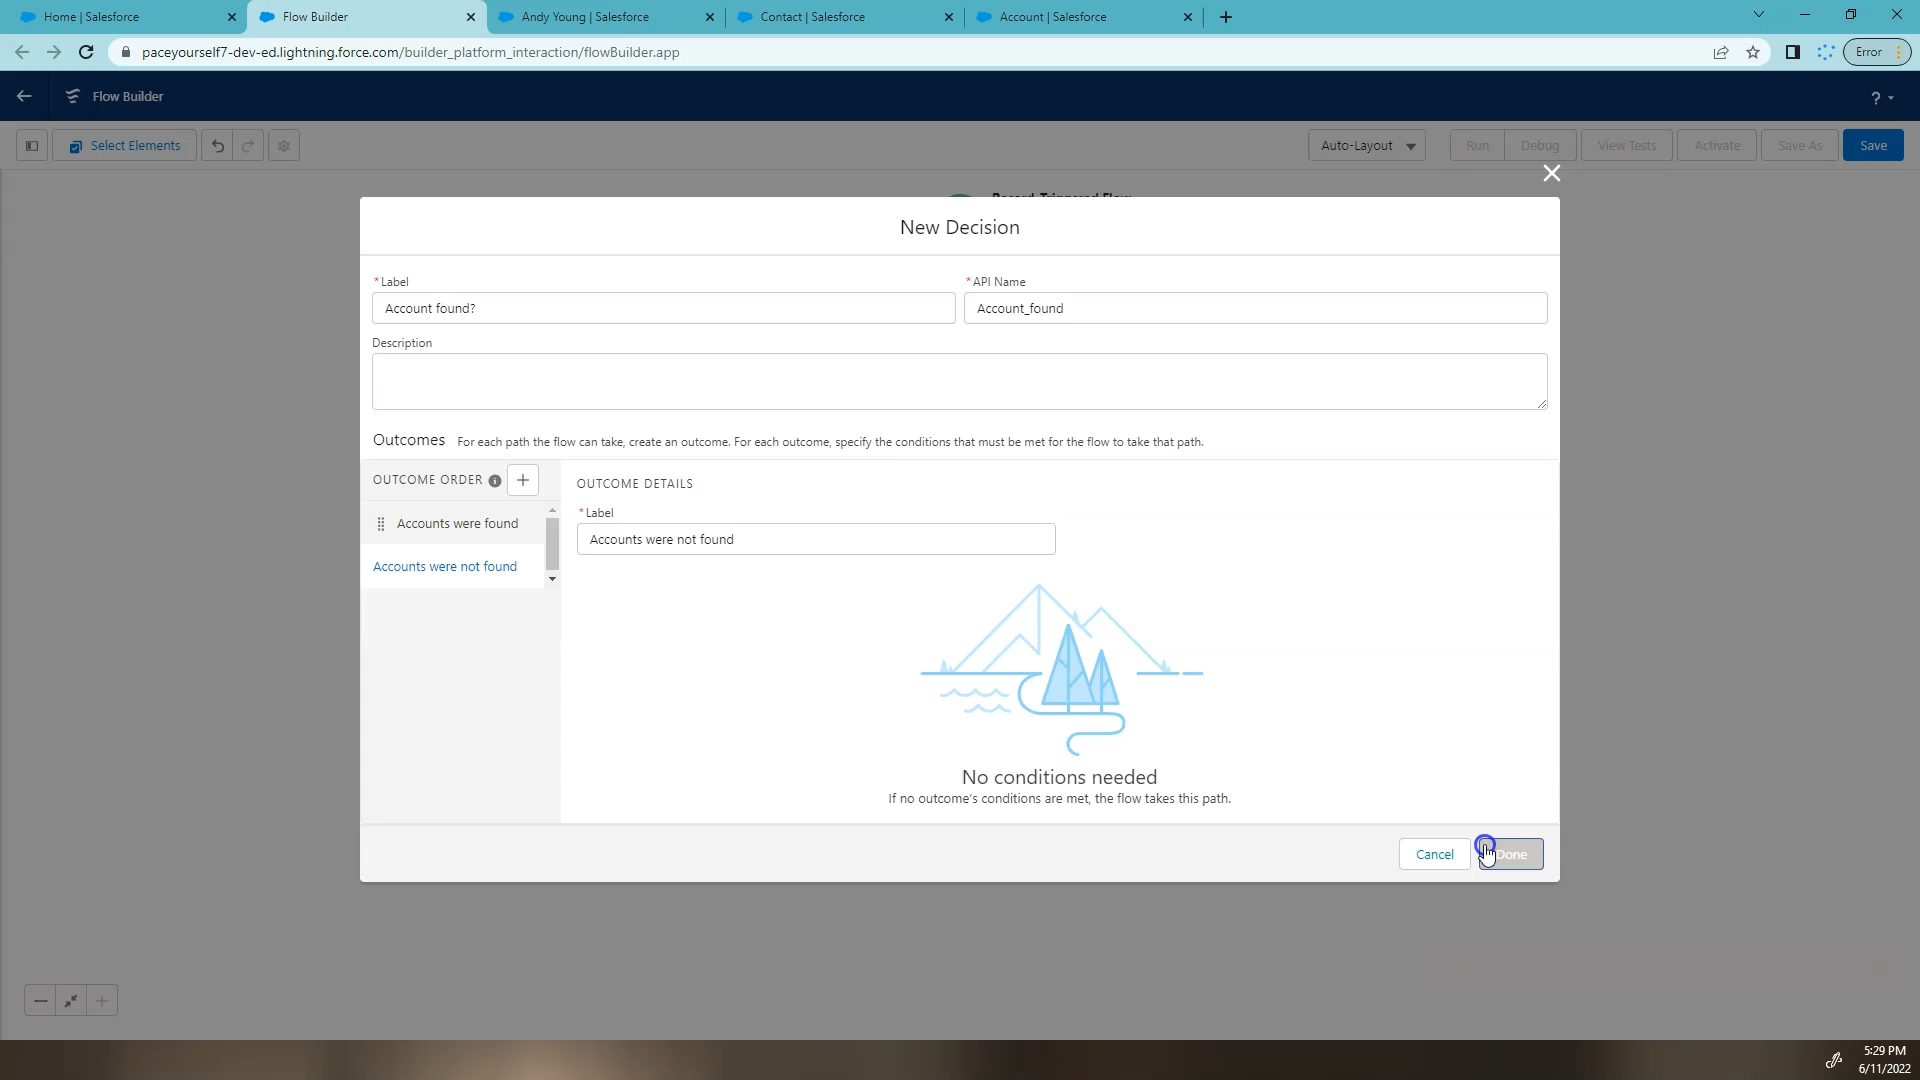 Home | Salesforce
Flow Builder
Andy Young | Salesforce
Contact | Salesforce
Account | Salesforce
paceyourself7-dev-ed.lightning.force.com/builder_platform_interaction/flowBuilder.app
Error
Flow Builder
?
Select Elements
Auto-Layout
Run
Debug
View Tests
Activate
Save As
Save
Record-Triggered Flow
New Decision
* Label
* API Name
Account found?
Account_found
Description
Outcomes For each path the flow can take, create an outcome. For each outcome, specify the conditions that must be met for the flow to take that path.
OUTCOME ORDER
OUTCOME DETAILS
Accounts were found
Accounts were not found
* Label
Accounts were not found
No conditions needed
If no outcome's conditions are met, the flow takes this path.
Cancel
Done
5:29 PM
6/11/2022